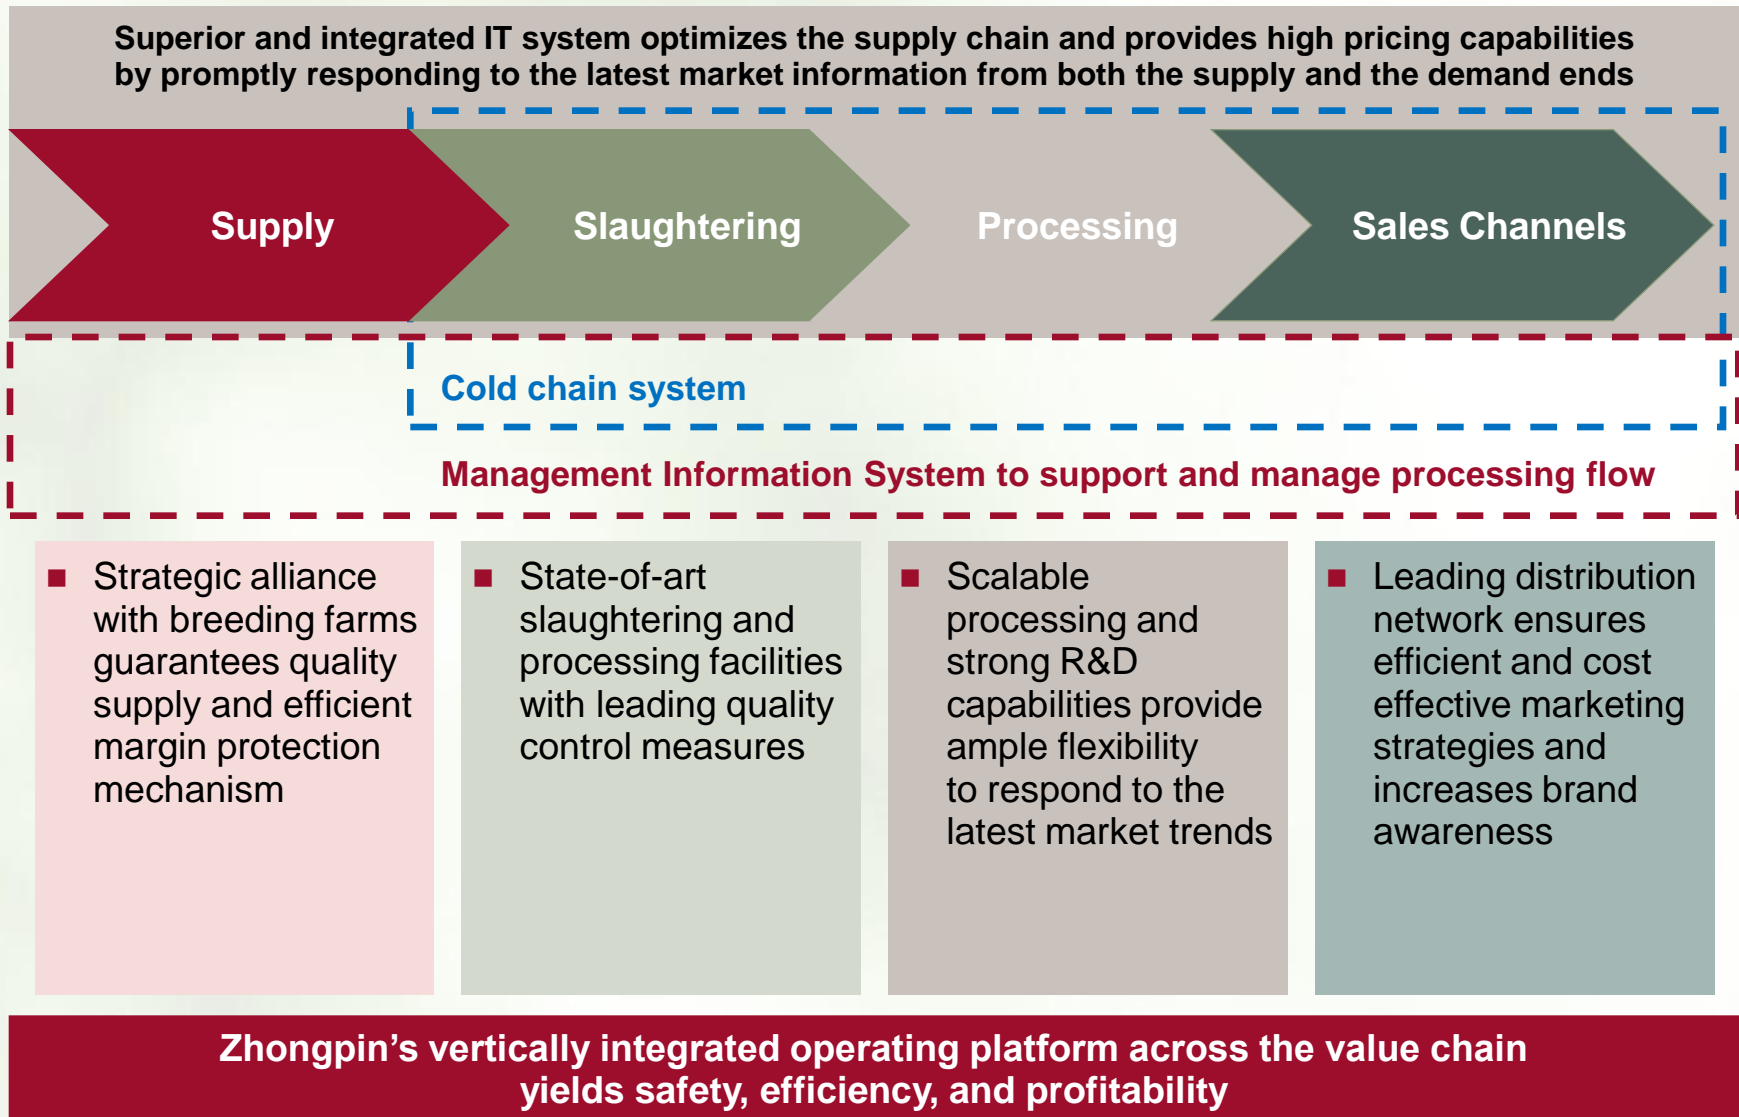 Superior and integrated IT system optimizes the supply chain and provides high pricing capabilities
by promptly responding to the latest market information from both the supply and the demand ends
Supply
Slaughtering
Processing
Sales Channels
Cold chain system
Management Information System to support and manage processing flow
■ Strategic alliance
with breeding farms
guarantees quality
supply and efficient
margin protection
mechanism
■ State-of-art
slaughtering and
processing facilities
with leading quality
control measures
■ Scalable
processing and
strong R&D
capabilities provide
ample flexibility
to respond to the
latest market trends
■ Leading distribution
network ensures
efficient and cost
effective marketing
strategies and
increases brand
awareness
Zhongpin’s vertically integrated operating platform across the value chain
yields safety, efficiency, and profitability